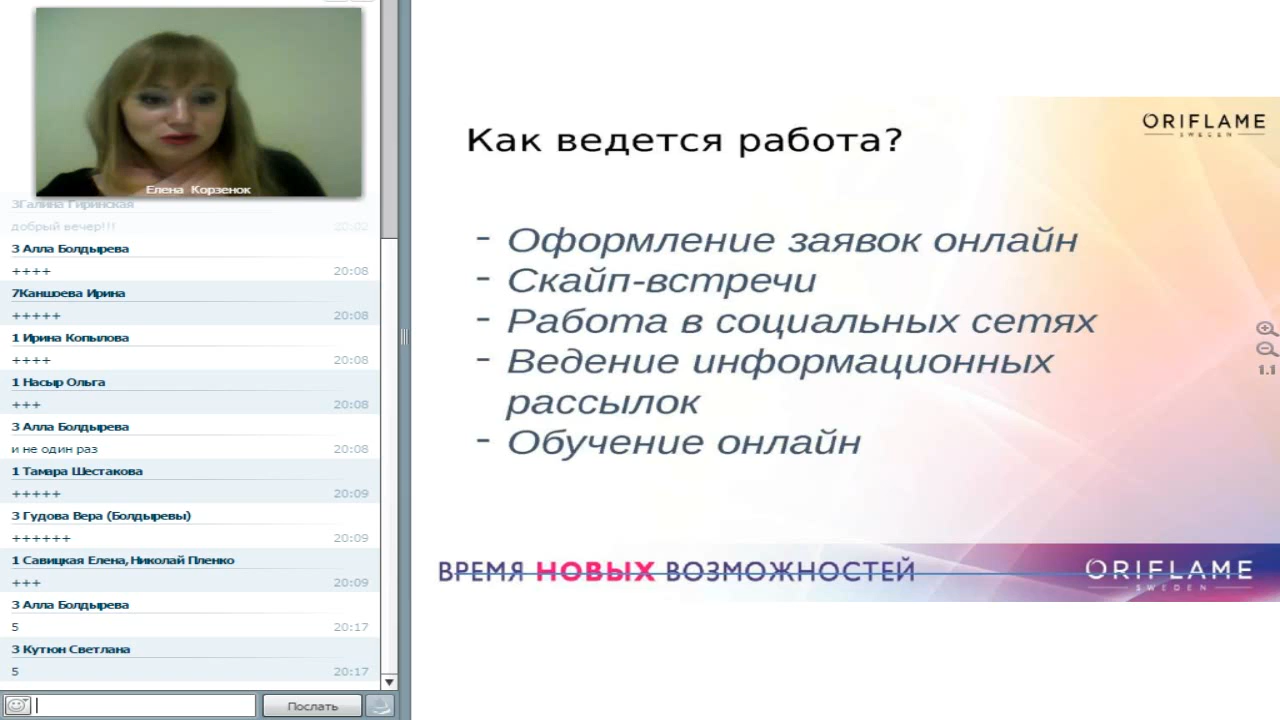 Елена Корзенок
3Галина Гиринская
добрый вечер!!! 20:02
3 Алла Болдырева
++++ 20:08
7Каншоева Ирина
+++++ 20:08
1 Ирина Копылова
++++ 20:08
1 Насыр Ольга
+++ 20:08
3 Алла Болдырева
и не один раз 20:08
1 Тамара Шестакова
+++++ 20:09
3 Гудова Вера (Болдыревы)
++++++ 20:09
1 Савицкая Елена,Николай Пленко
+++ 20:09
3 Алла Болдырева
5 20:17
3 Кутюн Светлана
5 20:17
Послать
ORIFLAME
SWEDEN
Как ведется работа?
- Оформление заявок онлайн
- Скайп-встречи
- Работа в социальных сетях
- Ведение информационных
рассылок
- Обучение онлайн
1.1
ВРЕМЯ НОВЫХ ВОЗМОЖНОСТЕЙ
ORIFLAME
SWEDEN